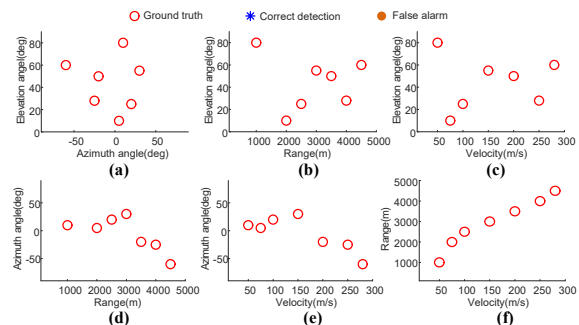 Ground truth Correct detection False alarm
Elevation angel(deg)
80
60
40
20
0
-50 0 50
Azimuth angle(deg)
(a)
Elevation angel(deg)
80
60
40
20
0
1000 2000 3000 4000 5000
Range(m)
(b)
Elevation angel(deg)
80
60
40
20
0
50 100 150 200 250 300
Velocity(m/s)
(c)
Azimuth angle(deg)
50
0
-50
1000 2000 3000 4000 5000
Range(m)
(d)
Azimuth angle(deg)
50
0
-50
50 100 150 200 250 300
Velocity(m/s)
(e)
Range(m)
5000
4000
3000
2000
1000
50 100 150 200 250 300
Velocity(m/s)
(f)